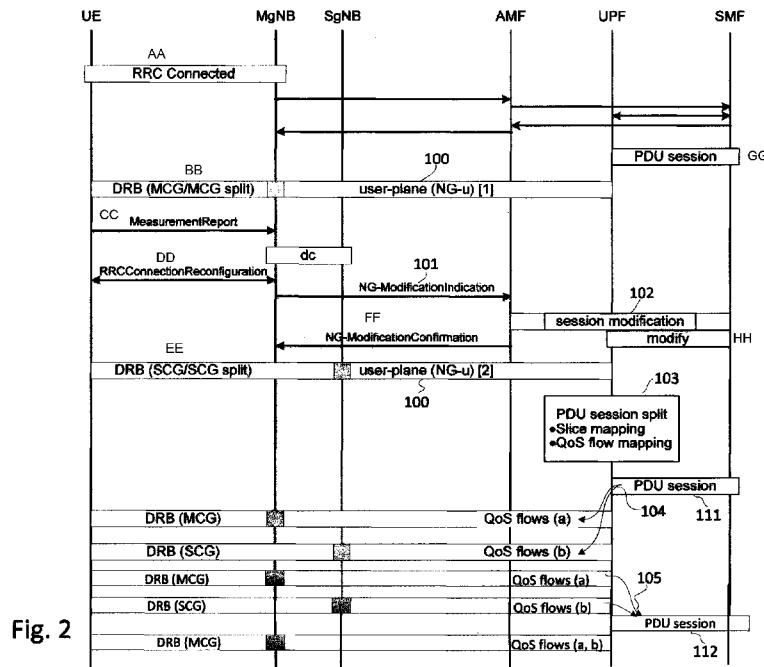 UE MgNB SgNB AMF UPF SMF
AA
RRC Connected
PDU session GG
BB 100
DRB (MCG/MCG split) user-plane (NG-u) [1]
CC
MeasurementReport
dc
DD
RRCConnectionReconfiguration
101
NG-ModificationIndication
102
session modification
FF
NG-ModificationConfirmation
modify HH
EE
DRB (SCG/SCG split) user-plane (NG-u) [2]
100
103
PDU session split
•Slice mapping
•QoS flow mapping
PDU session
104 111
DRB (MCG) QoS flows (a)
DRB (SCG) QoS flows (b)
DRB (MCG) QoS flows (a)
105
DRB (SCG) QoS flows (b)
PDU session
112
DRB (MCG) QoS flows (a, b)
Fig. 2